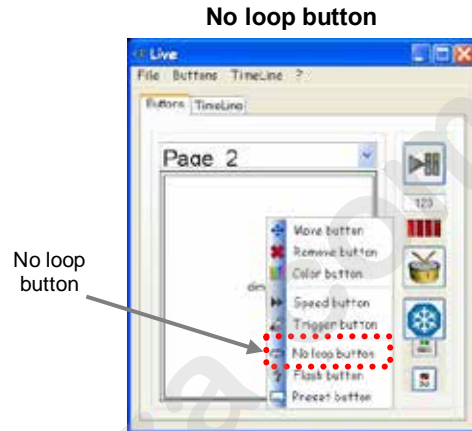 No loop button
Live
File Buttons TimeLine ?
Buttons TimeLine
Page 2
123
Move button
Remove button
Color button
Speed button
Trigger button
No loop button
Flash button
Preset button
No loop
button